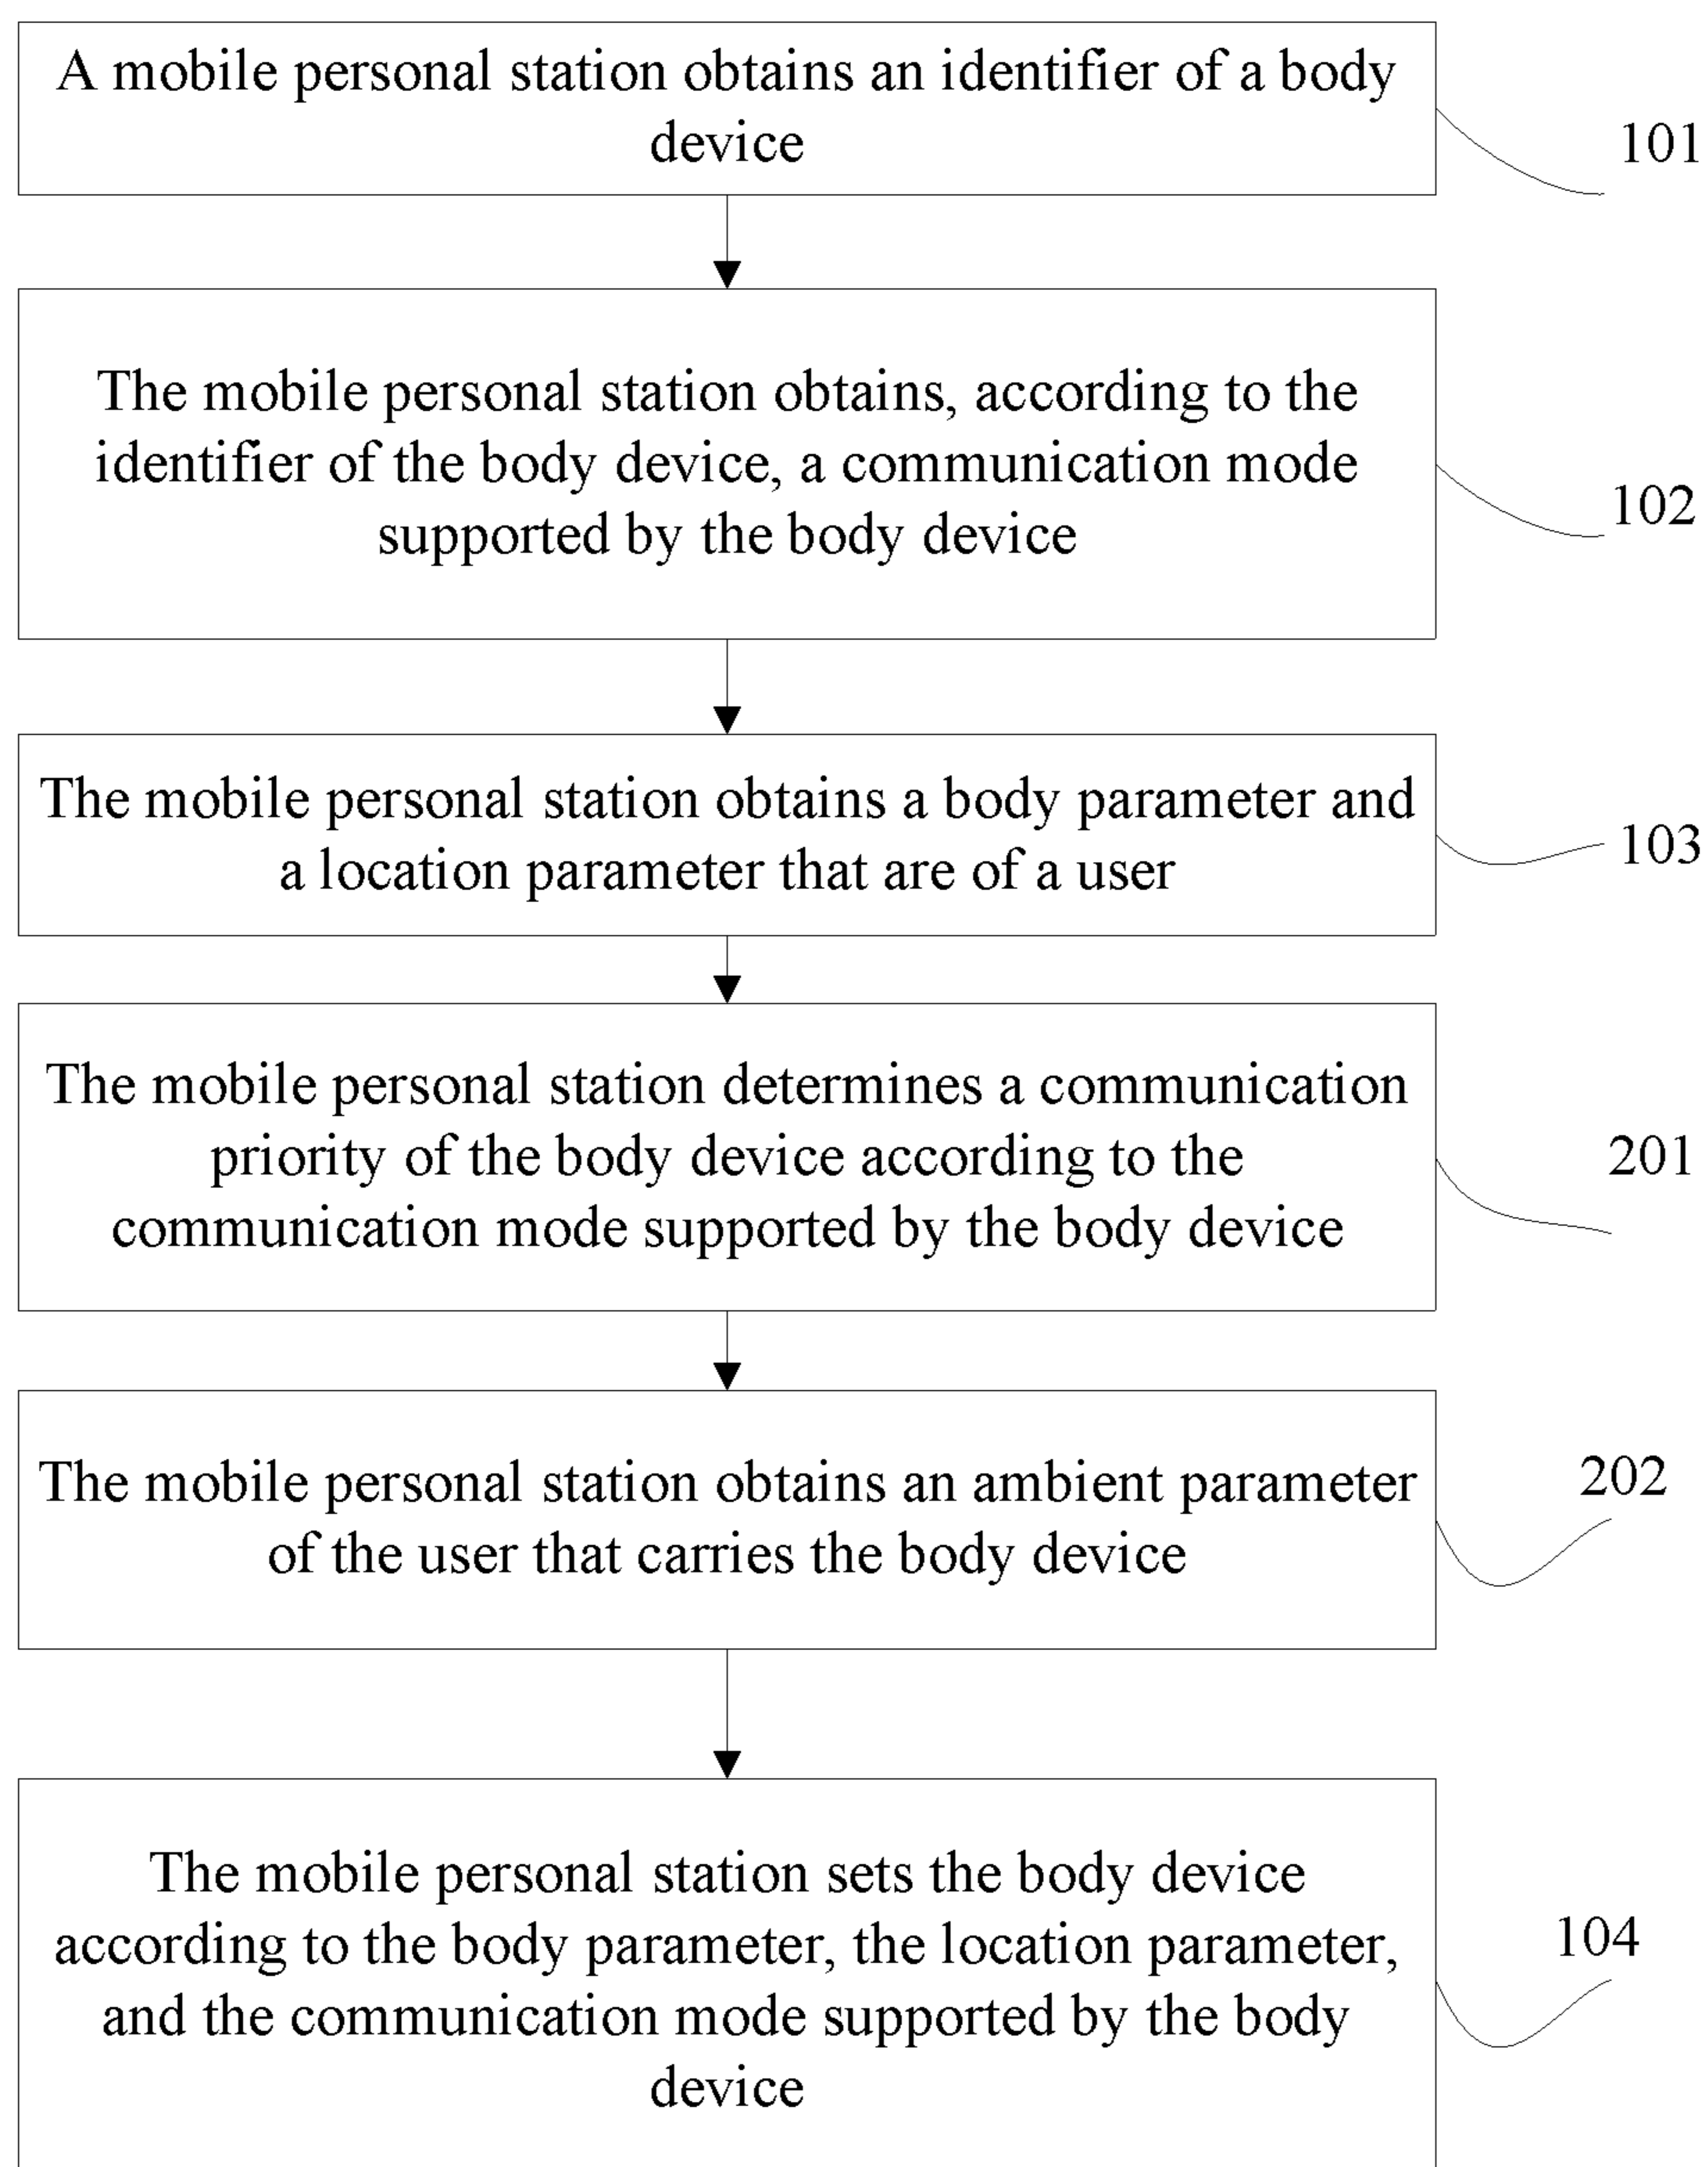 A mobile personal station obtains an identifier of a body
device
101
The mobile personal station obtains, according to the
identifier of the body device, a communication mode
supported by the body device
102
The mobile personal station obtains a body parameter and
a location parameter that are of a user
103
The mobile personal station determines a communication
priority of the body device according to the
communication mode supported by the body device
201
The mobile personal station obtains an ambient parameter
of the user that carries the body device
202
The mobile personal station sets the body device
according to the body parameter, the location parameter,
and the communication mode supported by the body
device
104